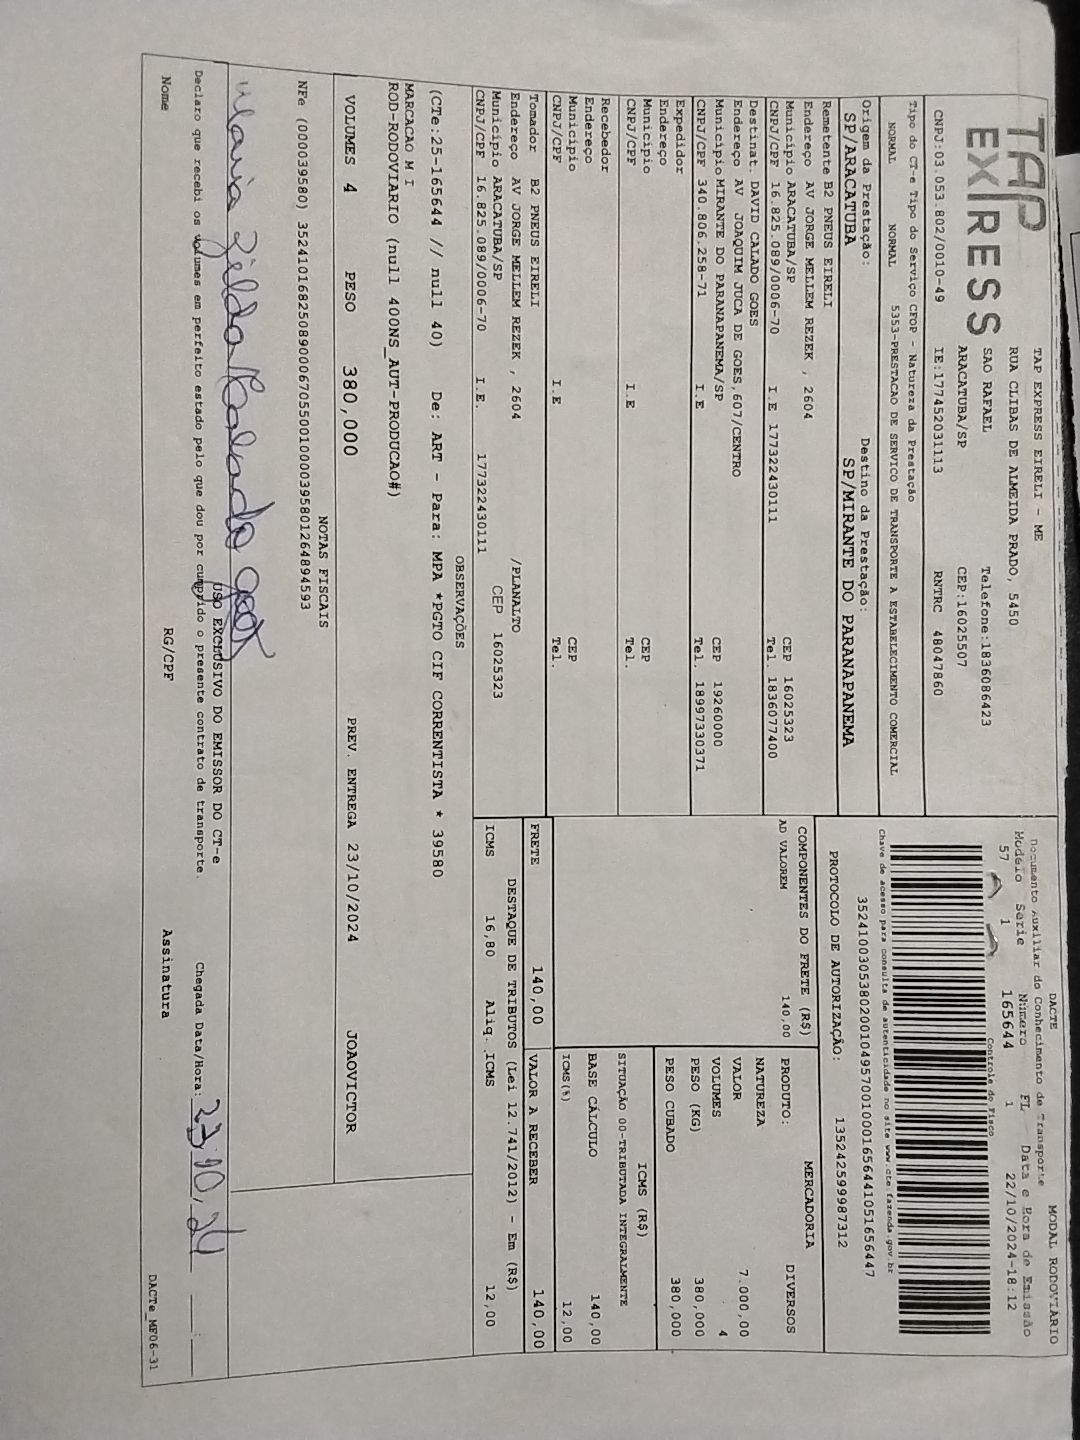 TAP EXPRESS
TAP EXPRESS EIRELI - ME
RUA CLIBAS DE ALMEIDA PRADO, 5450
SAO RAFAEL Telefone:1836086423
ARACATUBA/SP CEP:16025507
CNPJ:03.053.802/0010-49 IE:177452031113 RNTRC 48047860
DACTE MODAL RODOVIÁRIO
Documento Auxiliar do Conhecimento de Transporte
Modelo Série Número FL Data e Hora de Emissão
57 1 165644 1 22/10/2024-18:12
Controle do Fisco
Chave de acesso para consulta de autenticidade no site www.cte.fazenda.gov.br
35241003053802001049570010001656441051656447
PROTOCOLO DE AUTORIZAÇÃO: 135242599987312
Tipo do CT-e Tipo do Serviço CFOP - Natureza da Prestação
NORMAL NORMAL 5353-PRESTACAO DE SERVICO DE TRANSPORTE A ESTABELECIMENTO COMERCIAL
Origem da Prestação: Destino da Prestação:
SP/ARACATUBA SP/MIRANTE DO PARANAPANEMA
Remetente B2 PNEUS EIRELI
Endereço AV JORGE MELLEM REZEK , 2604
Município ARACATUBA/SP CEP 16025323
CNPJ/CPF 16.825.089/0006-70 I.E 177322430111 Tel. 1836077400
Destinat. DAVID CALADO GOES
Endereço AV JOAQUIM JUCA DE GOES,607/CENTRO
Município MIRANTE DO PARANAPANEMA/SP CEP 19260000
CNPJ/CPF 340.806.258-71 I.E Tel. 18997330371
Expedidor
Endereço
Município CEP
CNPJ/CPF I.E Tel.
Recebedor
Endereço
Município CEP
CNPJ/CPF I.E Tel.
Tomador B2 PNEUS EIRELI
Endereço AV JORGE MELLEM REZEK , 2604 /PLANALTO
Município ARACATUBA/SP CEP 16025323
CNPJ/CPF 16.825.089/0006-70 I.E. 177322430111
COMPONENTES DO FRETE (R$)
AD VALOREM 140,00
MERCADORIA
PRODUTO: DIVERSOS
NATUREZA
VALOR 7.000,00
VOLUMES 4
PESO (KG) 380,000
PESO CUBADO 380,000
ICMS (R$)
SITUAÇÃO 00-TRIBUTADA INTEGRALMENTE
BASE CÁLCULO 140,00
ICMS(%) 12,00
FRETE 140,00 VALOR A RECEBER 140,00
DESTAQUE DE TRIBUTOS (Lei 12.741/2012) - Em (R$)
ICMS 16,80 Aliq. ICMS 12,00
OBSERVAÇÕES
(CTe:25-165644 // null 40) De: ART - Para: MPA *PGTO CIF CORRENTISTA * 39580
MARCACAO M I
ROD-RODOVIARIO (null 400NS_AUT-PRODUCAO#)
VOLUMES 4 PESO 380,000 PREV. ENTREGA 23/10/2024 JOAOVICTOR
NOTAS FISCAIS
NFe (000039580) 35241016825089000670550010000395801264894593
USO EXCLUSIVO DO EMISSOR DO CT-e
Declaro que recebi os volumes em perfeito estado pelo que dou por cumprido o presente contrato de transporte. Chegada Data/Hora: 23,10,24 :
Nome RG/CPF Assinatura
DACTe_MF06-31